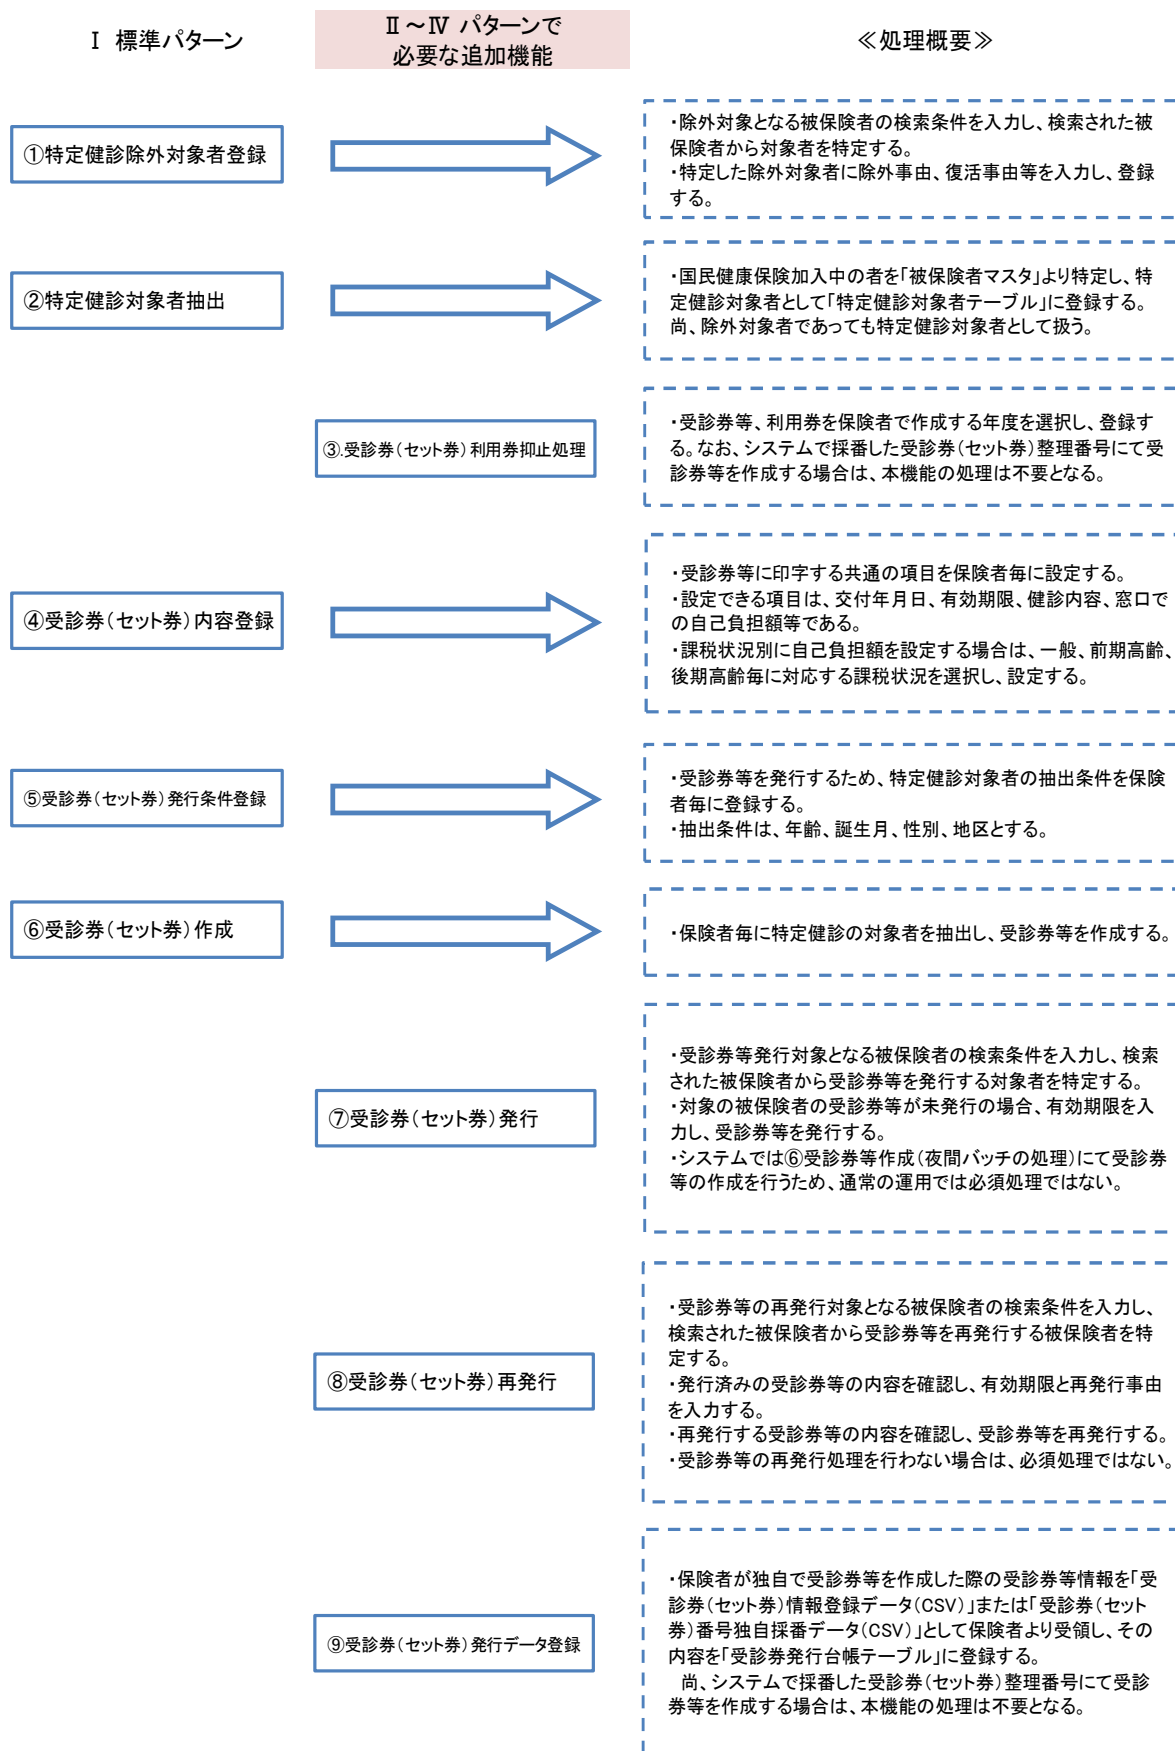 Ⅰ 標準パターン
Ⅱ～Ⅳ パターンで
必要な追加機能
≪処理概要≫
①特定健診除外対象者登録
・除外対象となる被保険者の検索条件を入力し、検索された被
保険者から対象者を特定する。
・特定した除外対象者に除外事由、復活事由等を入力し、登録
する。
②特定健診対象者抽出
・国民健康保険加入中の者を「被保険者マスタ」より特定し、特
定健診対象者として「特定健診対象者テーブル」に登録する。
尚、除外対象者であっても特定健診対象者として扱う。
③.受診券（セット券）利用券抑止処理
・受診券等、利用券を保険者で作成する年度を選択し、登録す
る。なお、システムで採番した受診券（セット券）整理番号にて受
診券等を作成する場合は、本機能の処理は不要となる。
④受診券（セット券）内容登録
・受診券等に印字する共通の項目を保険者毎に設定する。
・設定できる項目は、交付年月日、有効期限、健診内容、窓口で
の自己負担額等である。
・課税状況別に自己負担額を設定する場合は、一般、前期高齢、
後期高齢毎に対応する課税状況を選択し、設定する。
⑤受診券（セット券）発行条件登録
・受診券等を発行するため、特定健診対象者の抽出条件を保険
者毎に登録する。
・抽出条件は、年齢、誕生月、性別、地区とする。
⑥受診券（セット券）作成
・保険者毎に特定健診の対象者を抽出し、受診券等を作成する。
⑦受診券（セット券）発行
・受診券等発行対象となる被保険者の検索条件を入力し、検索
された被保険者から受診券等を発行する対象者を特定する。
・対象の被保険者の受診券等が未発行の場合、有効期限を入
力し、受診券等を発行する。
・システムでは⑥受診券等作成（夜間バッチの処理）にて受診券
等の作成を行うため、通常の運用では必須処理ではない。
⑧受診券（セット券）再発行
・受診券等の再発行対象となる被保険者の検索条件を入力し、
検索された被保険者から受診券等を再発行する被保険者を特
定する。
・発行済みの受診券等の内容を確認し、有効期限と再発行事由
を入力する。
・再発行する受診券等の内容を確認し、受診券等を再発行する。
・受診券等の再発行処理を行わない場合は、必須処理ではない。
⑨受診券（セット券）発行データ登録
・保険者が独自で受診券等を作成した際の受診券等情報を「受
診券（セット券）情報登録データ（CSV）」または「受診券（セット
券）番号独自採番データ（CSV）」として保険者より受領し、その
内容を「受診券発行台帳テーブル」に登録する。
　尚、システムで採番した受診券（セット券）整理番号にて受診
券等を作成する場合は、本機能の処理は不要となる。